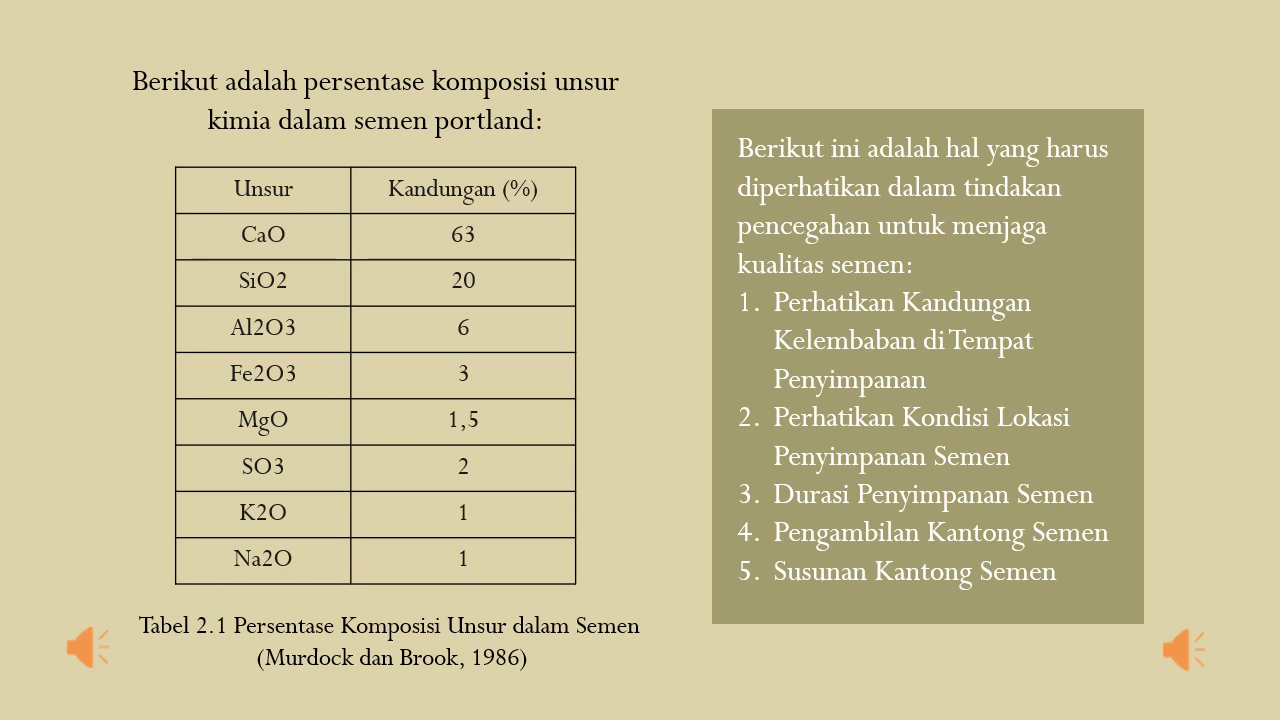 Berikut adalah persentase komposisi unsur
kimia dalam semen portland:
Unsur Kandungan (%)
CaO 63
SiO2 20
Al2O3 6
Fe2O3 3
MgO 1,5
SO3 2
K2O 1
Na2O 1
Tabel 2.1 Persentase Komposisi Unsur dalam Semen
(Murdock dan Brook, 1986)
Berikut ini adalah hal yang harus
diperhatikan dalam tindakan
pencegahan untuk menjaga
kualitas semen:
1. Perhatikan Kandungan
Kelembaban di Tempat
Penyimpanan
2. Perhatikan Kondisi Lokasi
Penyimpanan Semen
3. Durasi Penyimpanan Semen
4. Pengambilan Kantong Semen
5. Susunan Kantong Semen